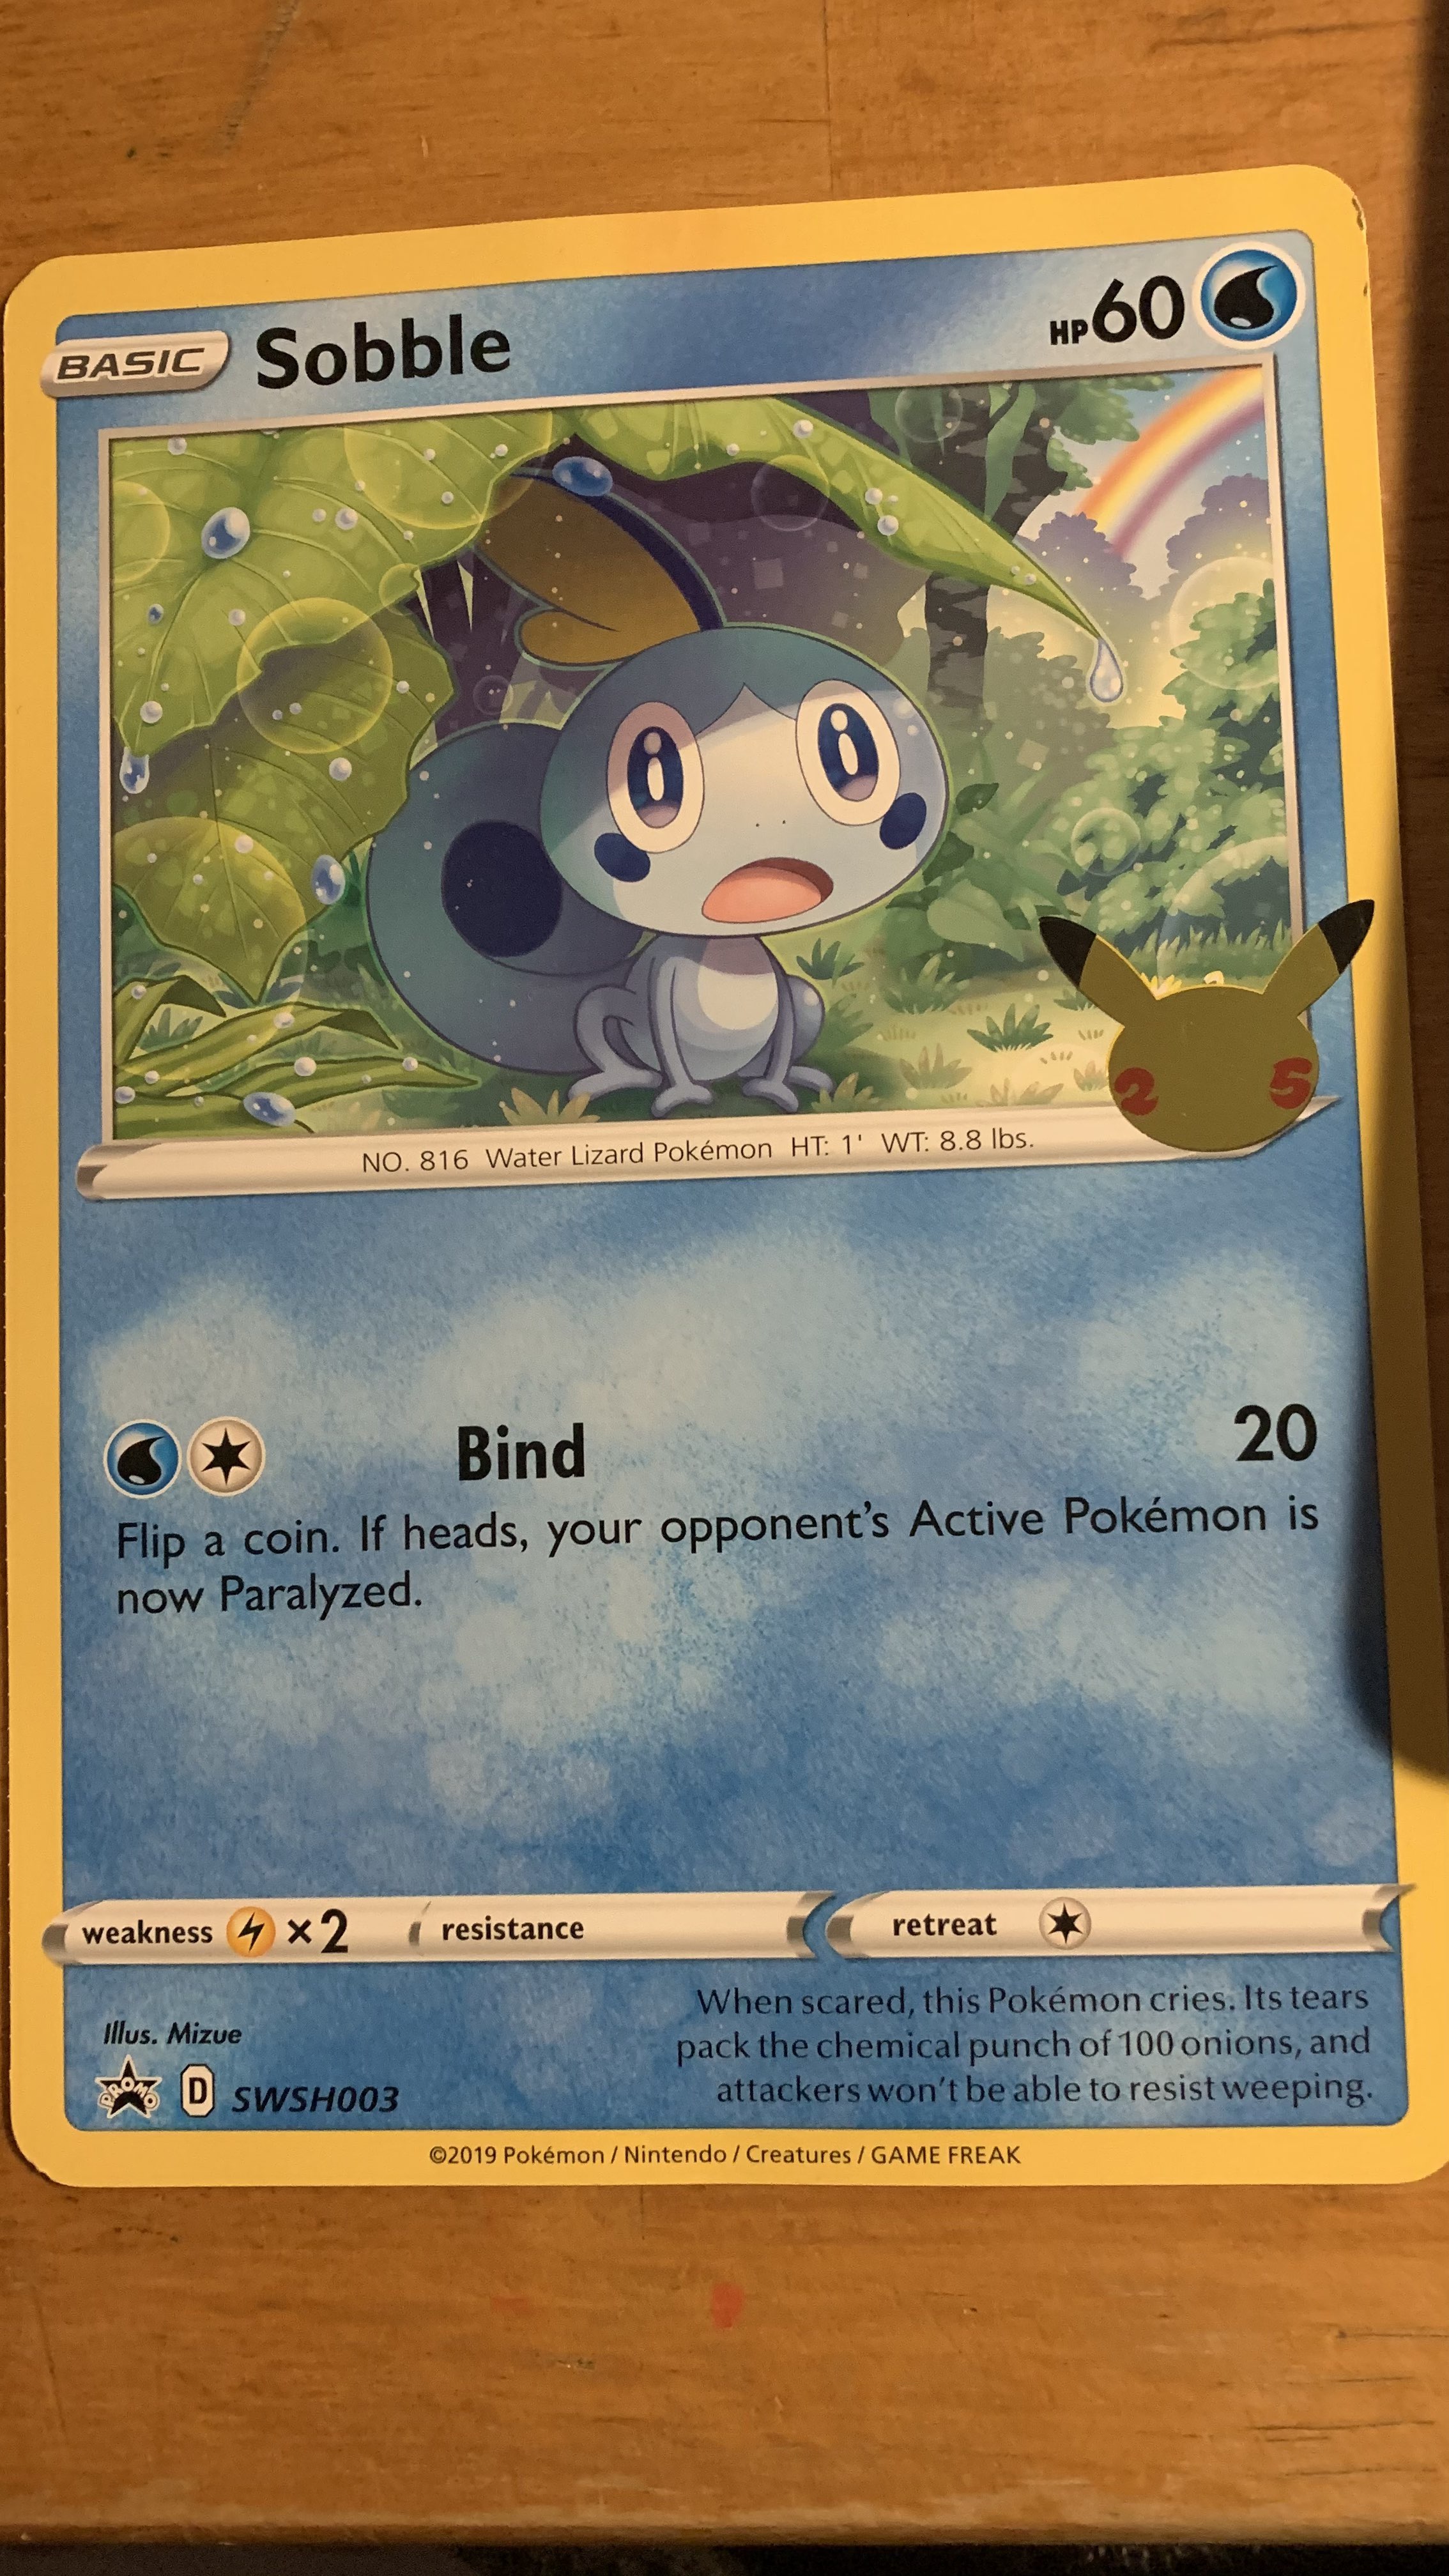 BASIC Sobble HP60
2 5
NO. 816 Water Lizard Pokémon HT: 1' WT: 8.8 lbs.
Bind 20
Flip a coin. If heads, your opponent's Active Pokémon is
now Paralyzed.
weakness ×2 resistance retreat
When scared, this Pokémon cries. Its tears
pack the chemical punch of 100 onions, and
attackers won't be able to resist weeping.
Illus. Mizue
PROMO D SWSH003
©2019 Pokémon / Nintendo / Creatures / GAME FREAK